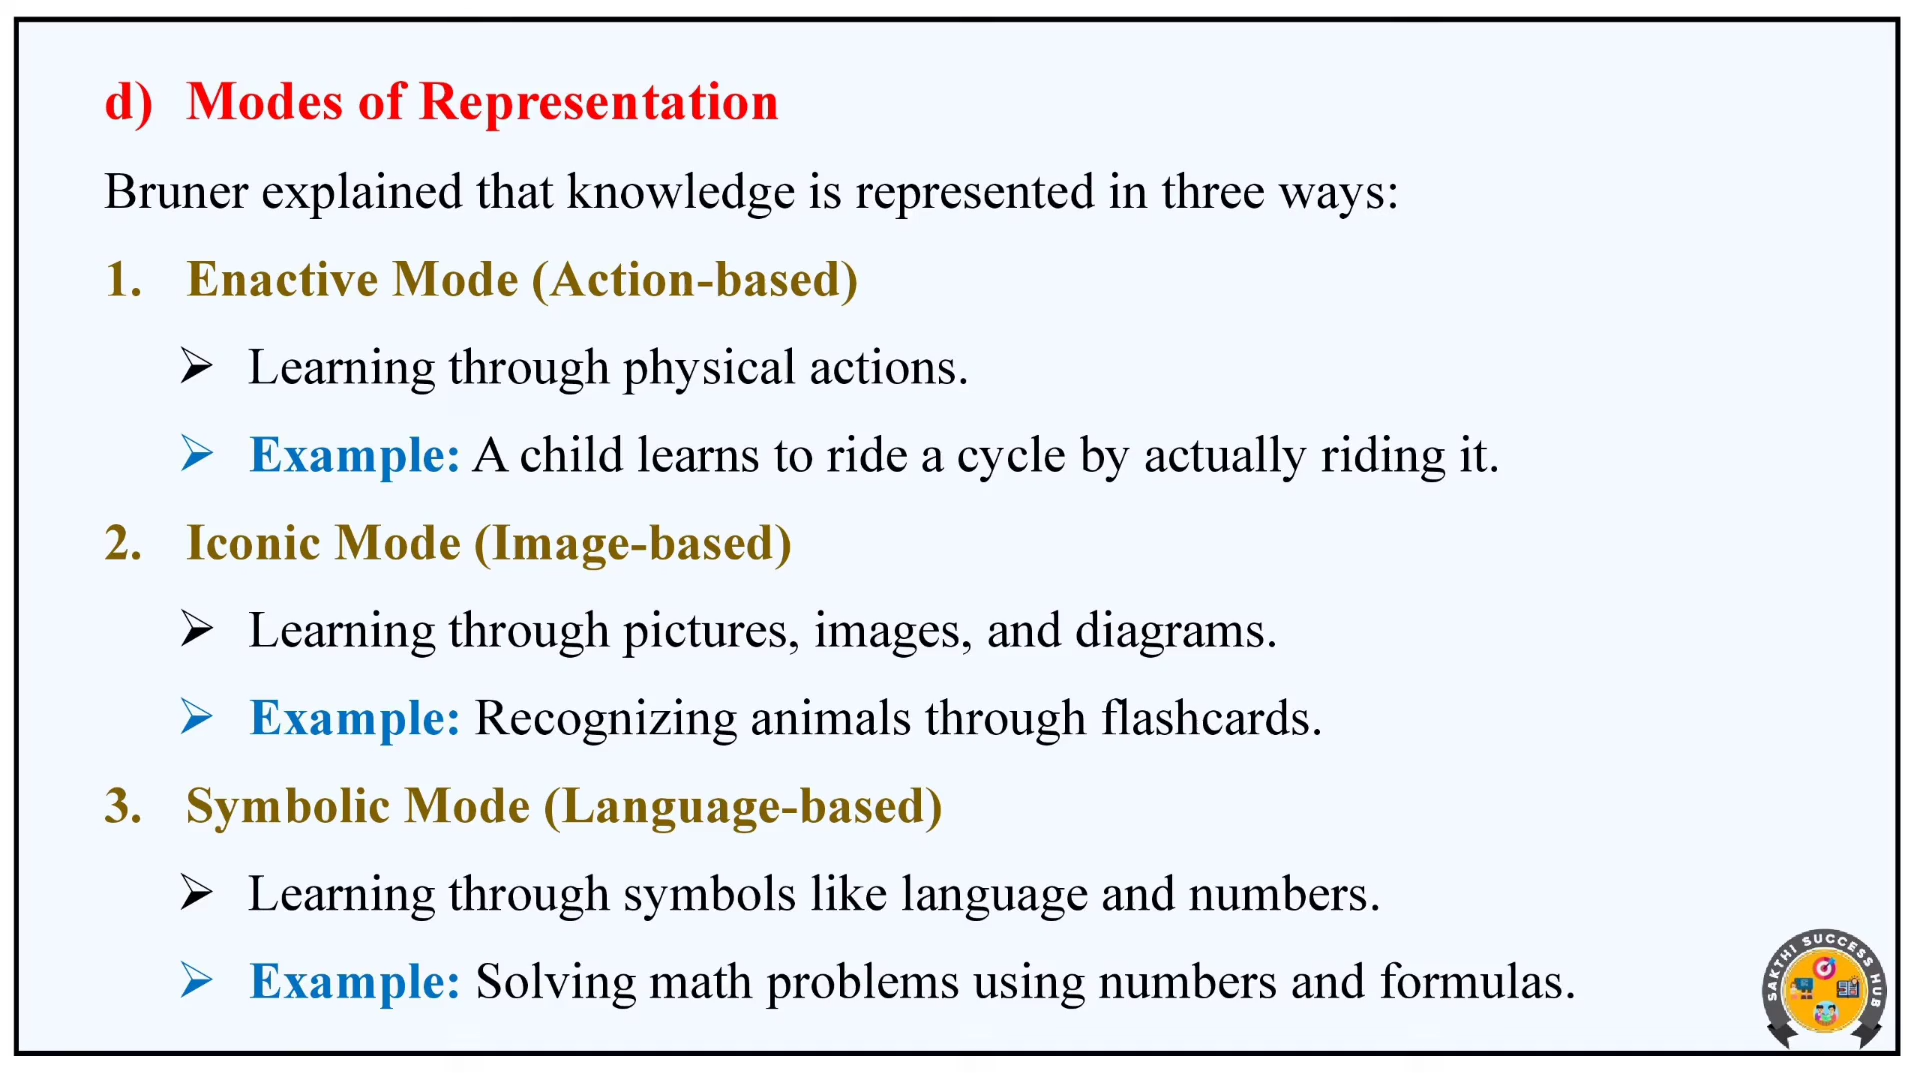 d) Modes of Representation
Bruner explained that knowledge is represented in three ways:
1. Enactive Mode (Action-based)
➢ Learning through physical actions.
➢ Example: A child learns to ride a cycle by actually riding it.
2. Iconic Mode (Image-based)
➢ Learning through pictures, images, and diagrams.
➢ Example: Recognizing animals through flashcards.
3. Symbolic Mode (Language-based)
➢ Learning through symbols like language and numbers.
➢ Example: Solving math problems using numbers and formulas.
SAKTHI SUCCESS HUB